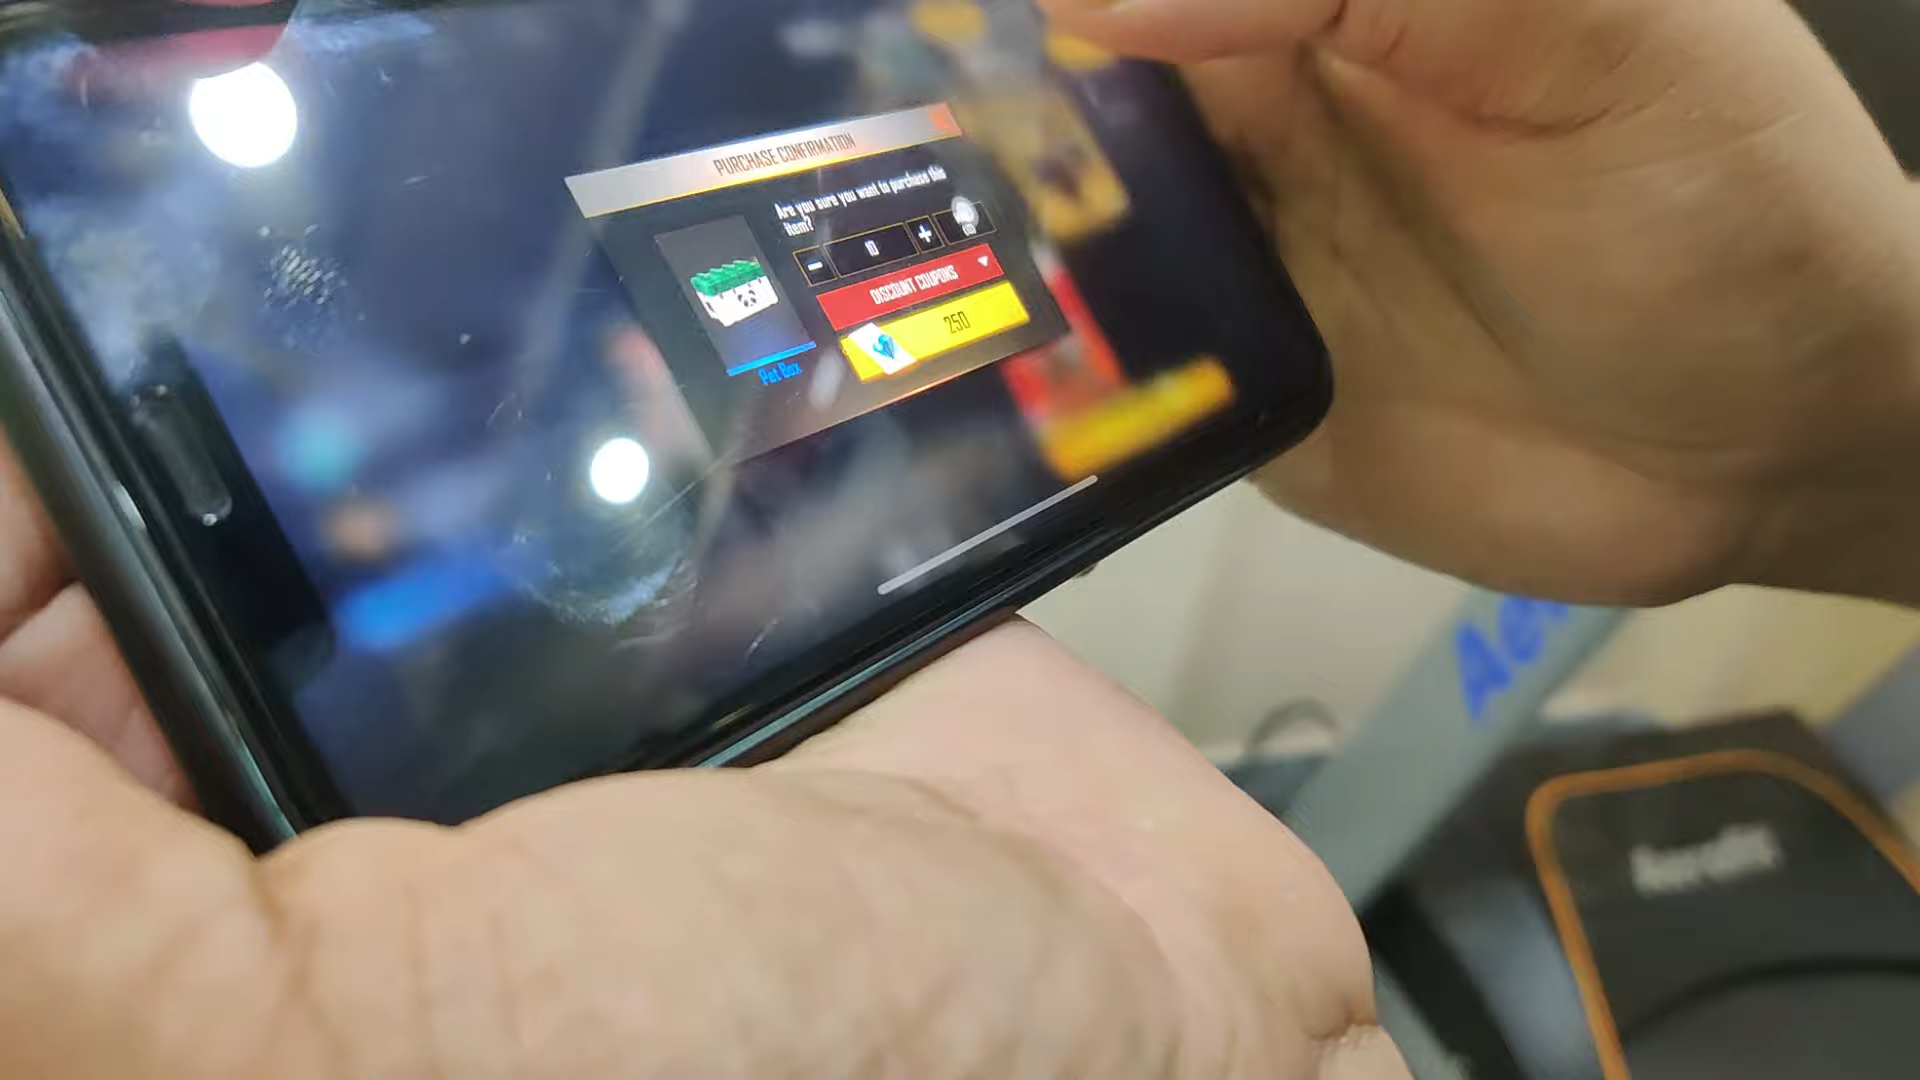 PURCHASE CONFIRMATION
Are you sure you want to purchase this
item?
- 10 +
DISCOUNT COUPONS
250
Pet Box